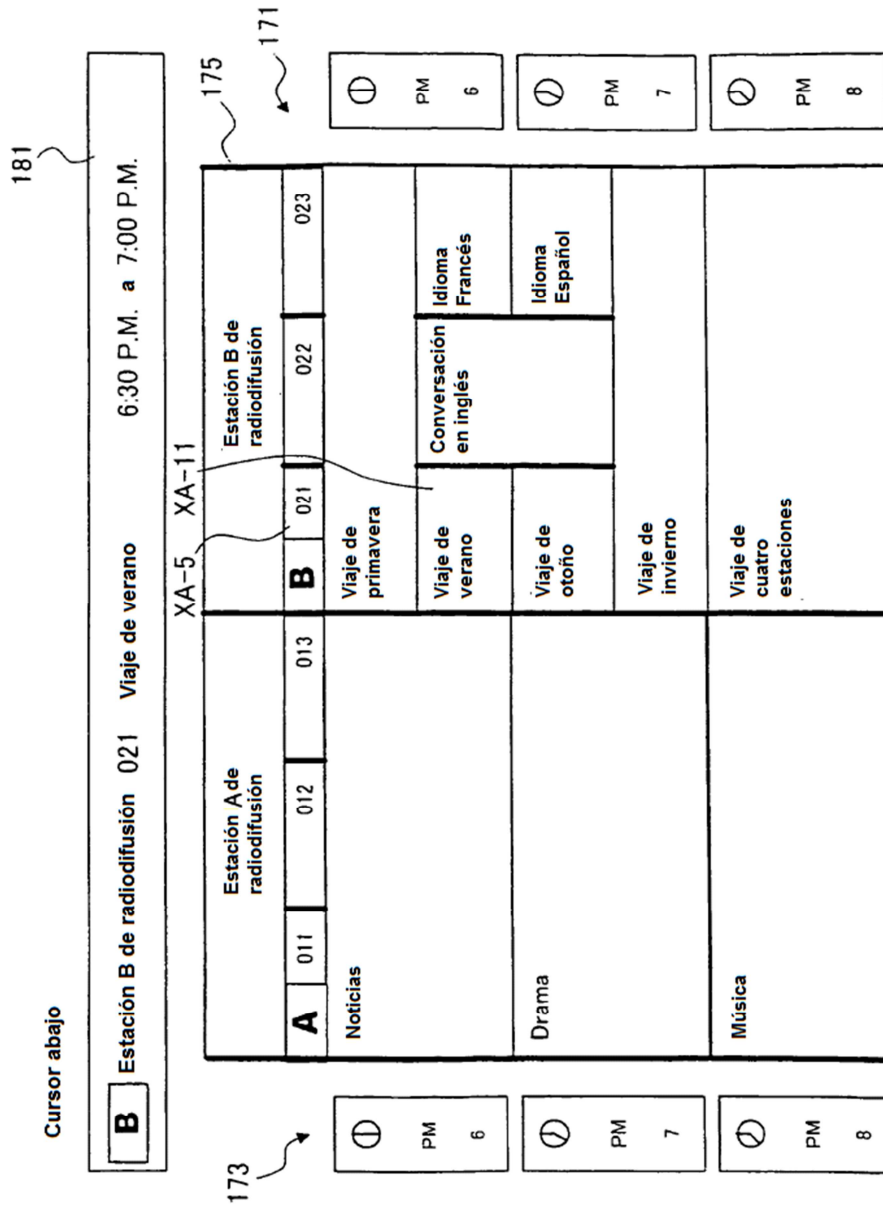 Cursor abajo
181
B Estación B de radiodifusión 021 Viaje de verano 6:30 P.M. a 7:00 P.M.
XA-5 XA-11
175
171
173
Estación A de
radiodifusión
Estación B de
radiodifusión
A 011 012 013 B 021 022 023
PM
6
Noticias
Viaje de
primavera
PM
6
Viaje de
verano
Conversación
en inglés
Idioma
Francés
PM
7
Drama
Viaje de
otoño
Idioma
Español
PM
7
Viaje de
invierno
PM
8
Música
Viaje de
cuatro
estaciones
PM
8